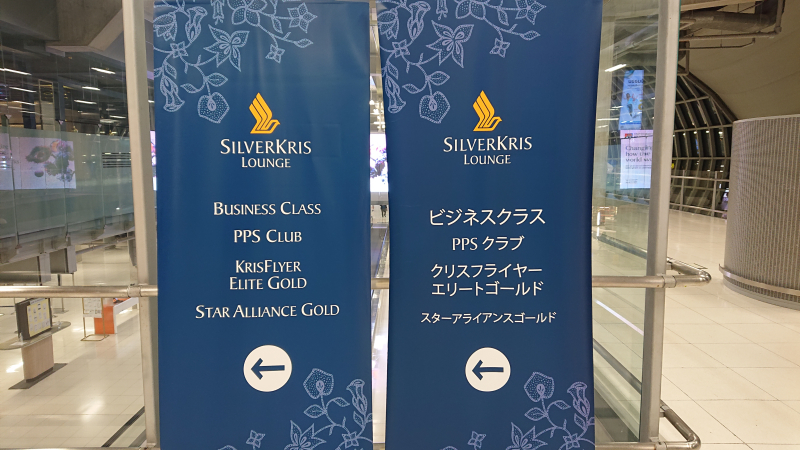 SILVERKRIS
LOUNGE
BUSINESS CLASS
PPS CLUB
KRISFLYER
ELITE GOLD
STAR ALLIANCE GOLD
SILVERKRIS
LOUNGE
ビジネスクラス
PPS クラブ
クリスフライヤー
エリートゴールド
スターアライアンスゴールド